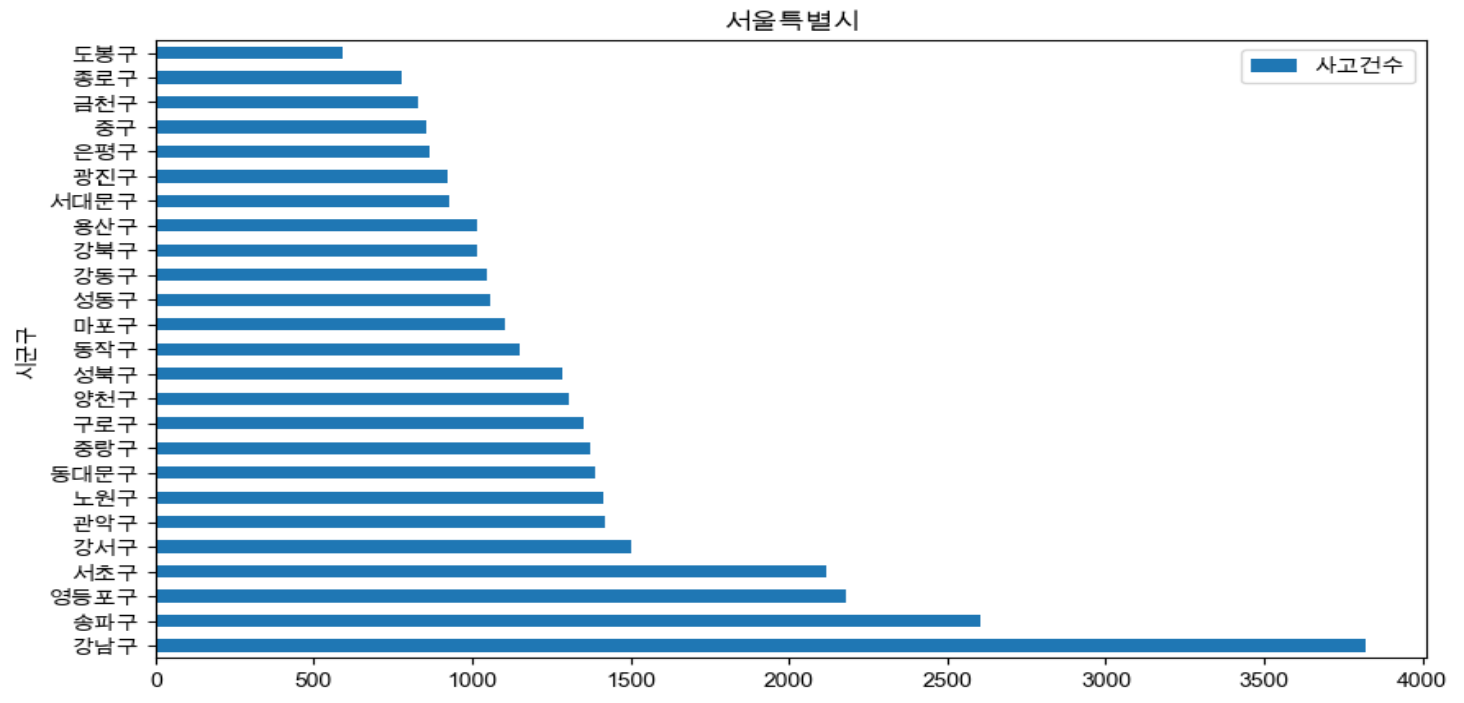 서울특별시
사고건수
도봉구
종로구
금천구
중구
은평구
광진구
서대문구
용산구
강북구
강동구
성동구
마포구
동작구
성북구
양천구
구로구
중랑구
동대문구
노원구
관악구
강서구
서초구
영등포구
송파구
강남구
시군구
0 500 1000 1500 2000 2500 3000 3500 4000